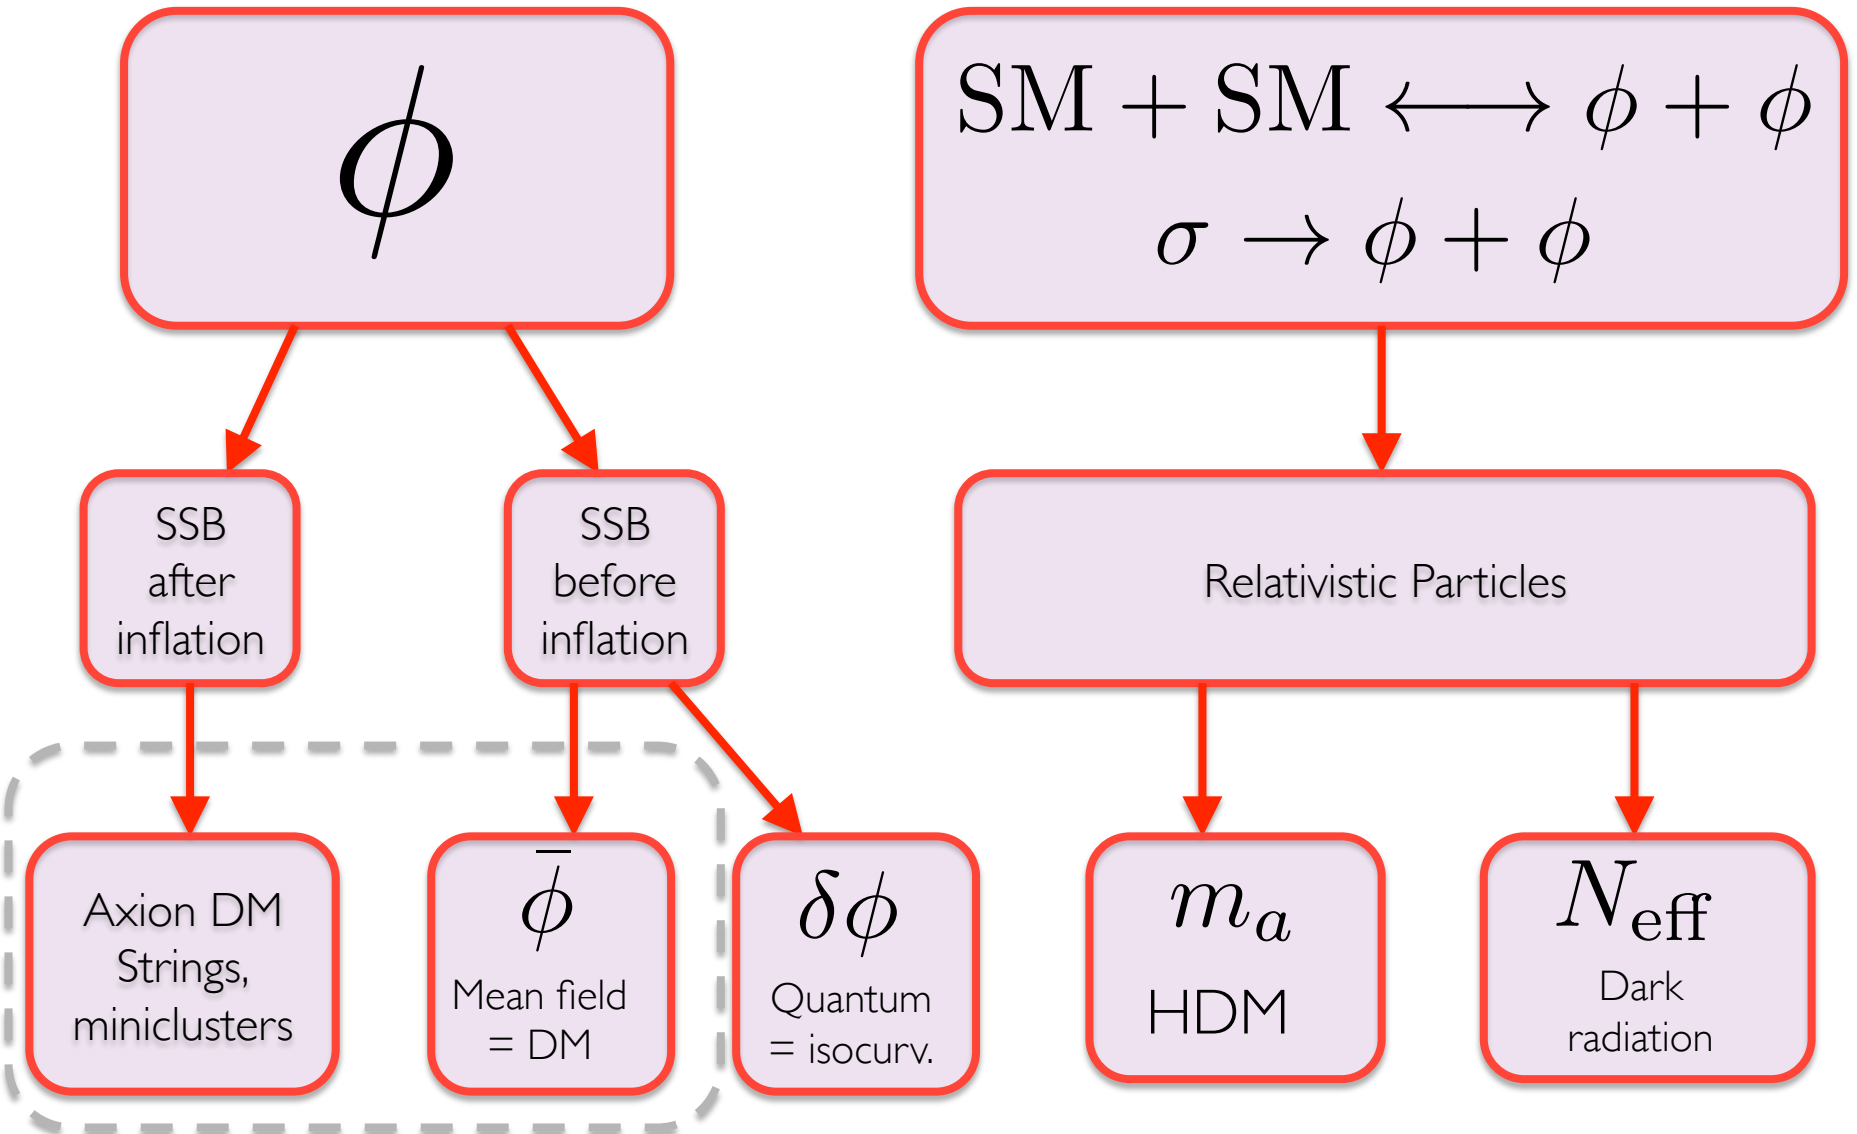 ϕ
SM + SM ⟷ ϕ + ϕ
σ → ϕ + ϕ
SSB
after
inflation
SSB
before
inflation
Relativistic Particles
Axion DM
Strings,
miniclusters
ϕ̄
Mean field
= DM
δϕ
Quantum
= isocurv.
mₐ
HDM
N_eff
Dark
radiation